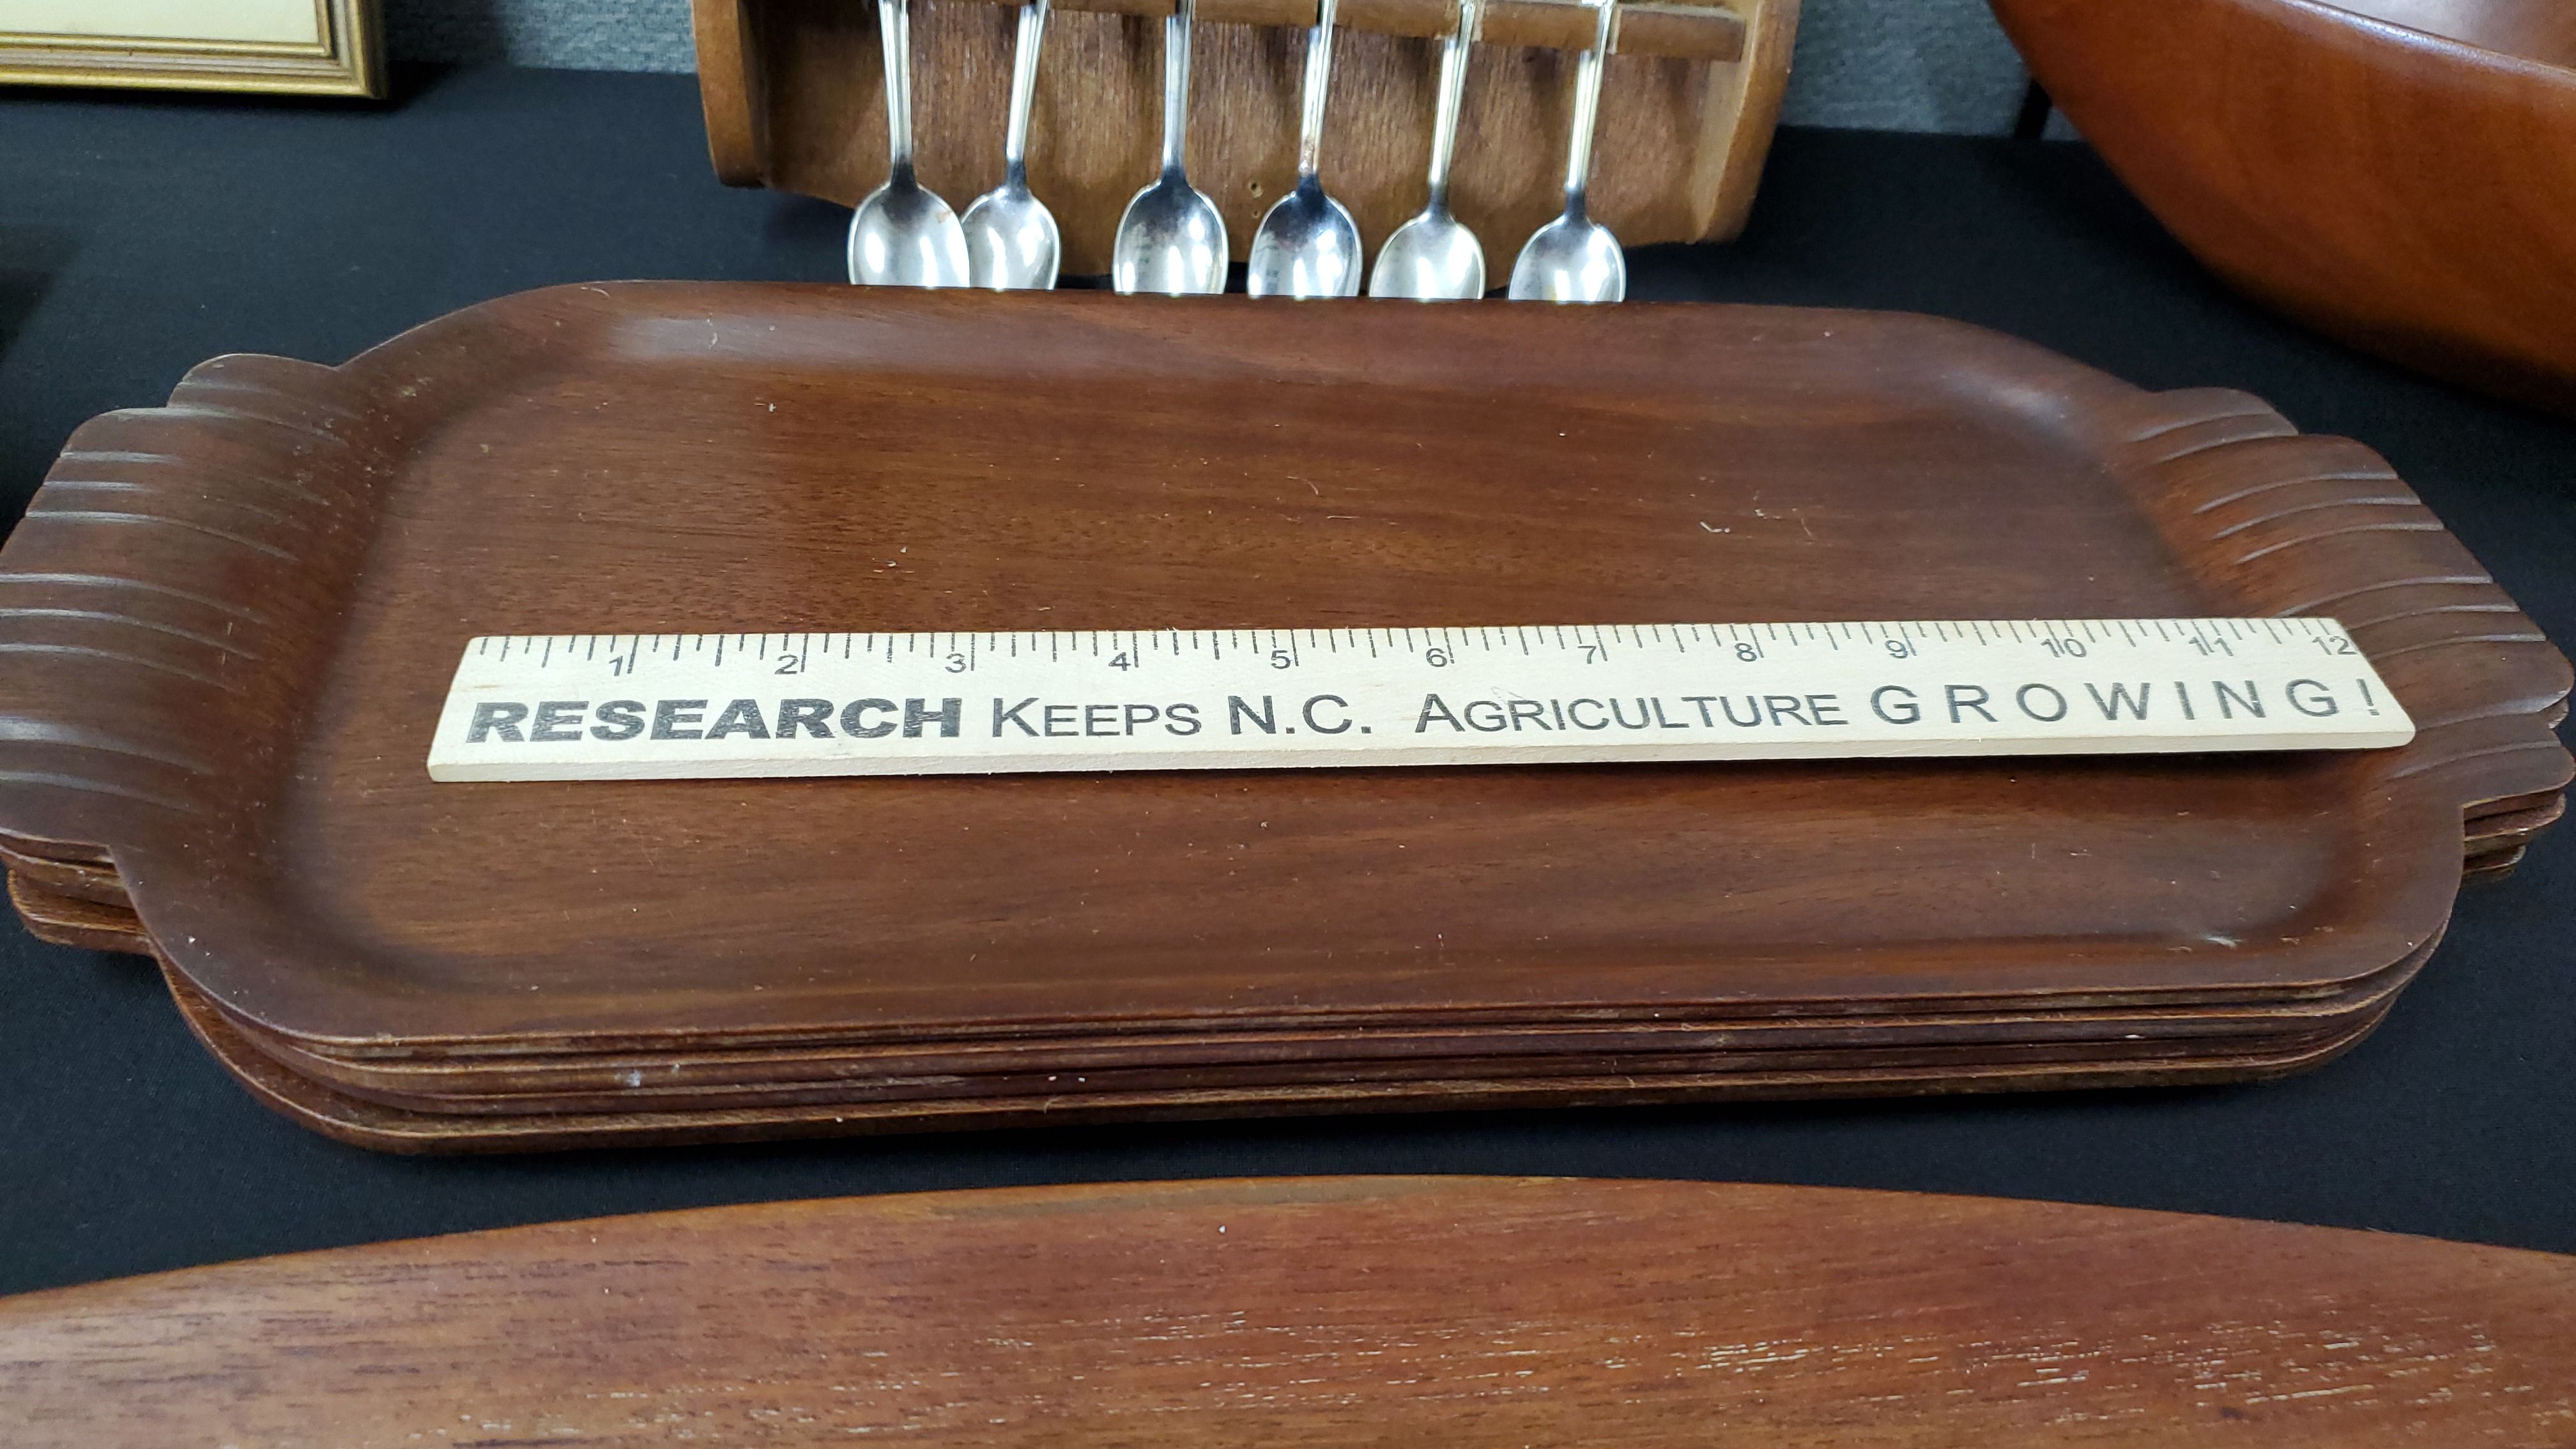 1 2 3 4 5 6 7 8 9 10 11 12
RESEARCH KEEPS N.C. AGRICULTURE GROWING!